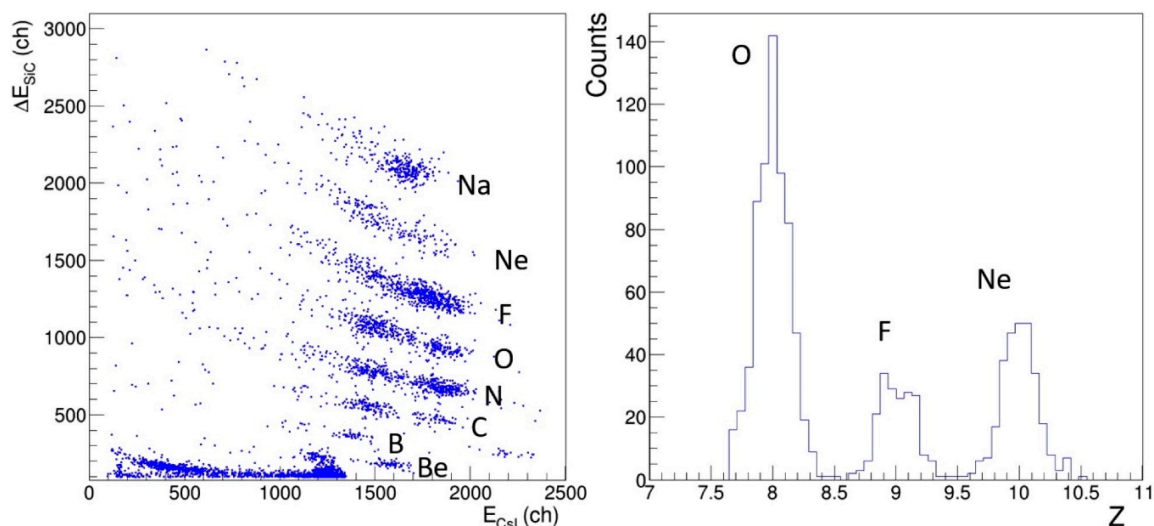 ΔE_SiC (ch)
3000
2500
2000
1500
1000
500
0
500
1000
1500
2000
2500
E_CsI (ch)
Na
Ne
F
O
N
C
B
Be
Counts
140
120
100
80
60
40
20
0
7
7.5
8
8.5
9
9.5
10
10.5
11
Z
O
F
Ne